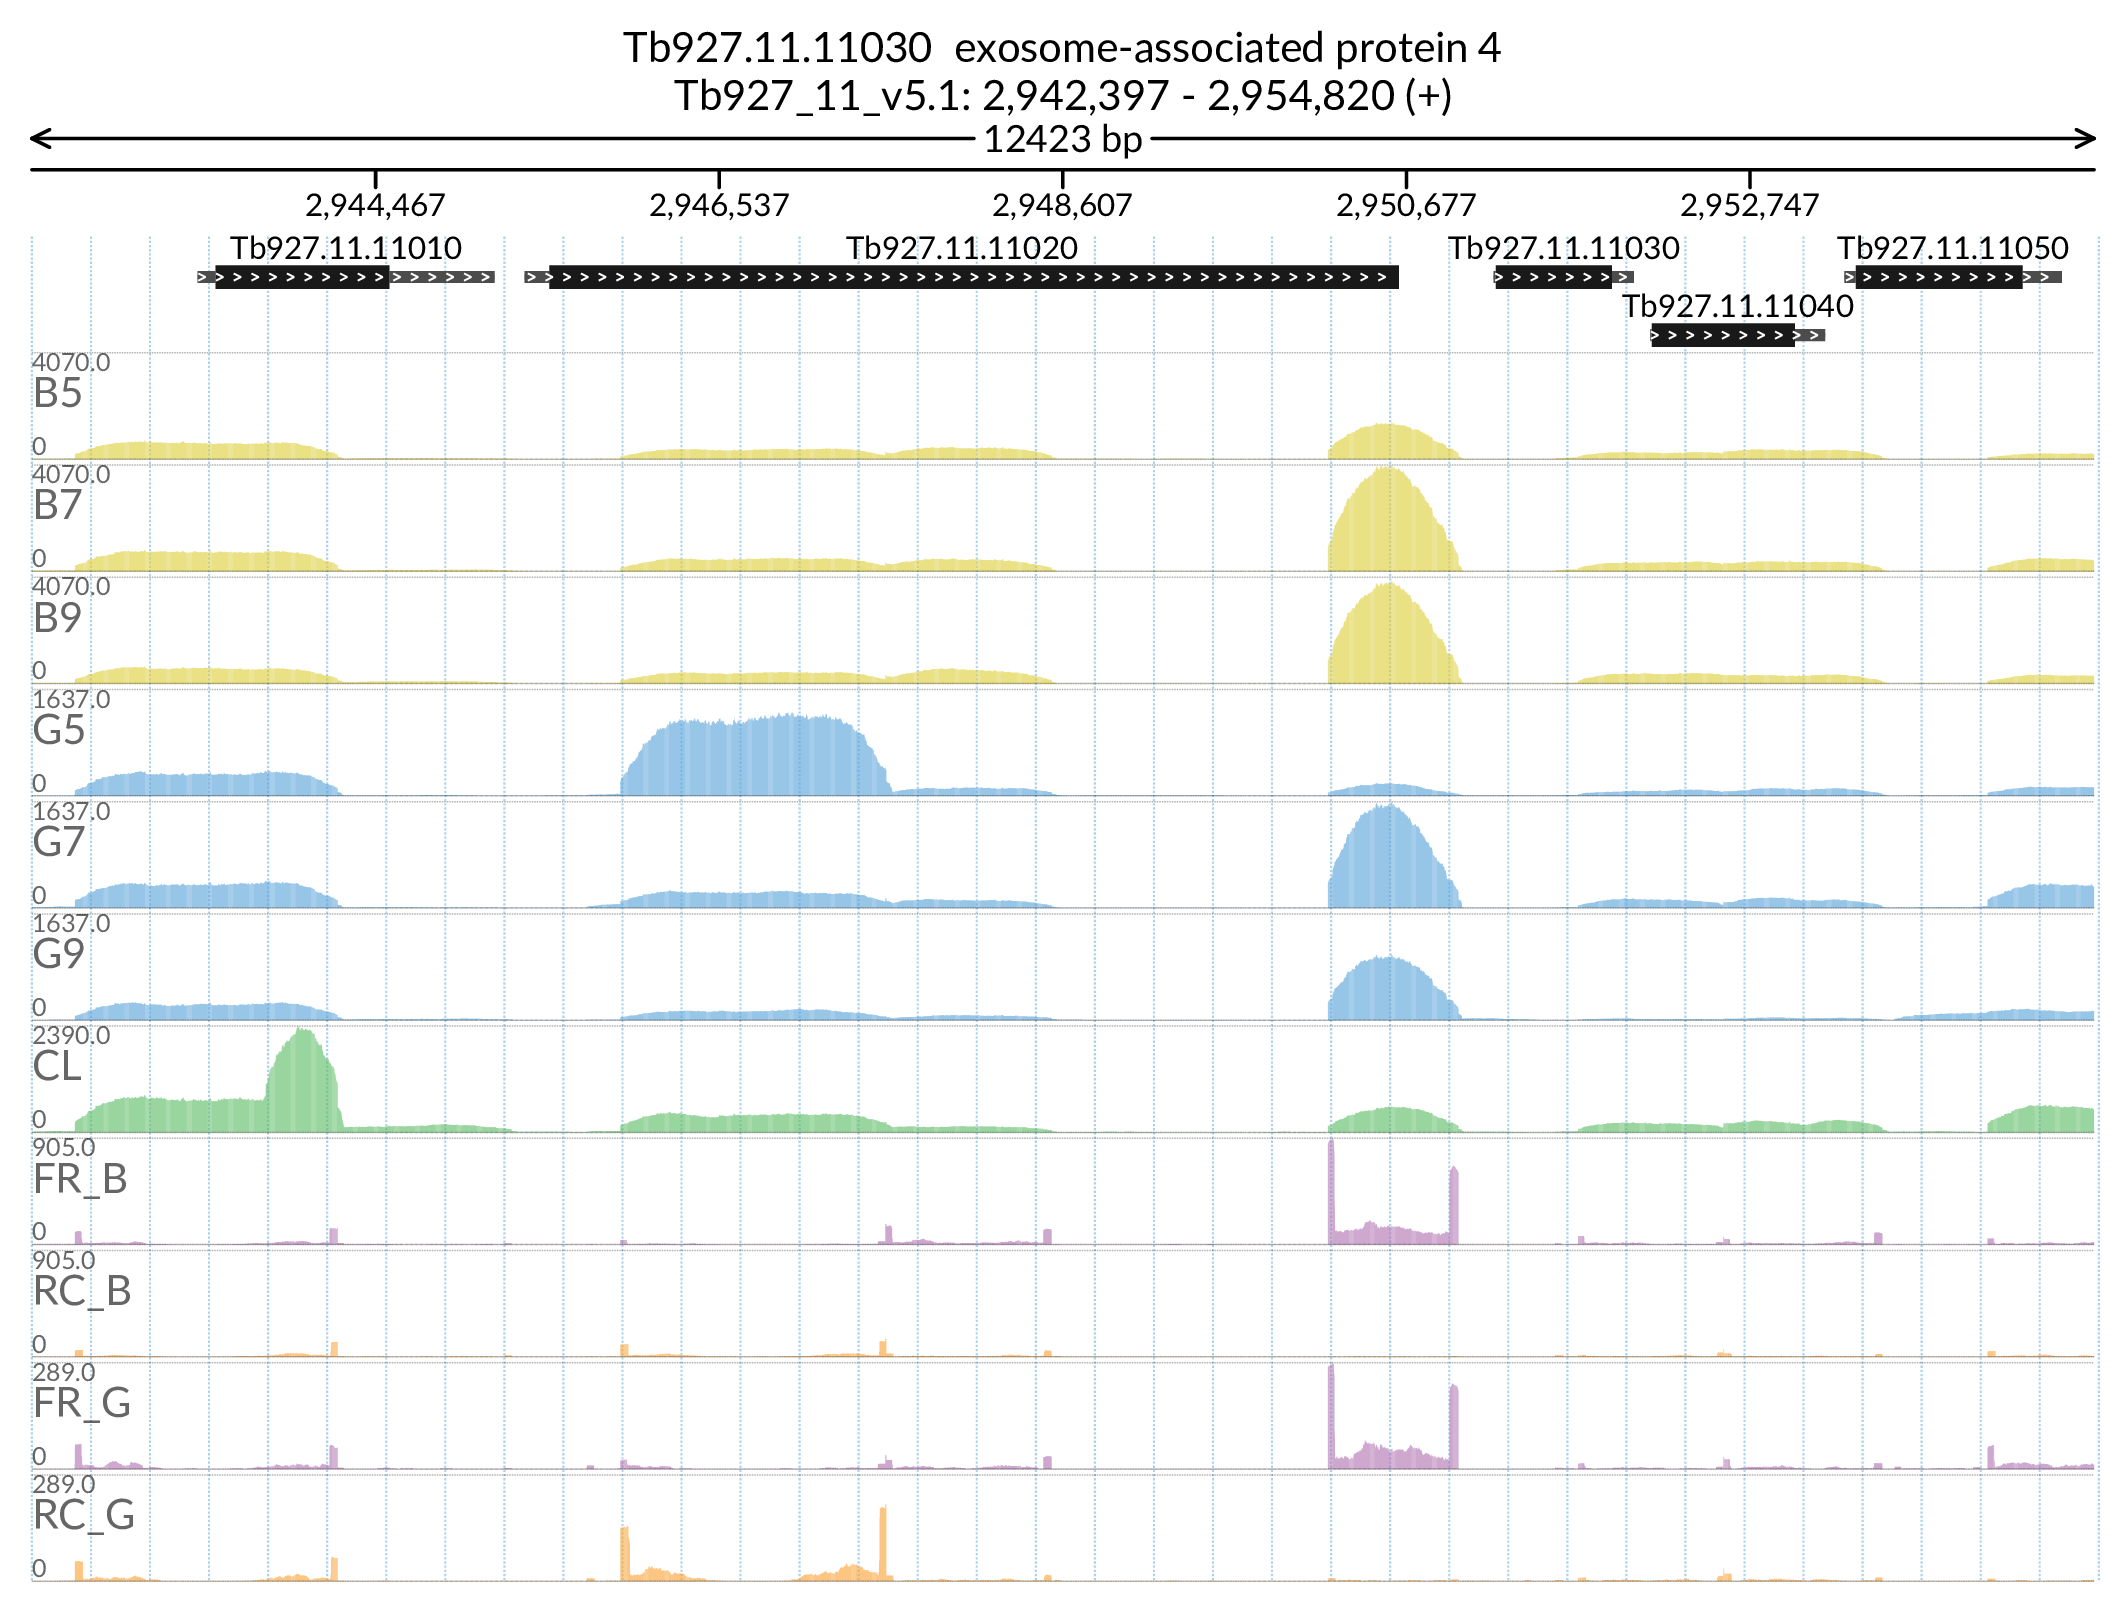 Tb927.11.11030 exosome-associated protein 4
Tb927_11_v5.1: 2,942,397 - 2,954,820 (+)
12423 bp
2,944,467 2,946,537 2,948,607 2,950,677 2,952,747
Tb927.11.11010 Tb927.11.11020 Tb927.11.11030 Tb927.11.11050
Tb927.11.11040
4070.0
B5
0
4070.0
B7
0
4070.0
B9
0
1637.0
G5
0
1637.0
G7
0
1637.0
G9
0
2390.0
CL
0
905.0
FR_B
0
905.0
RC_B
0
289.0
FR_G
0
289.0
RC_G
0